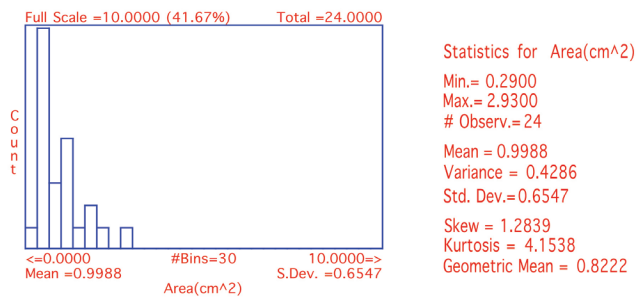 Full Scale =10.0000 (41.67%) Total =24.0000
Count
<=0.0000 #Bins=30 10.0000=>
Mean =0.9988 S.Dev. =0.6547
Area(cm^2)
Statistics for Area(cm^2)
Min.= 0.2900
Max.= 2.9300
# Observ.= 24
Mean = 0.9988
Variance = 0.4286
Std. Dev.= 0.6547
Skew = 1.2839
Kurtosis = 4.1538
Geometric Mean = 0.8222